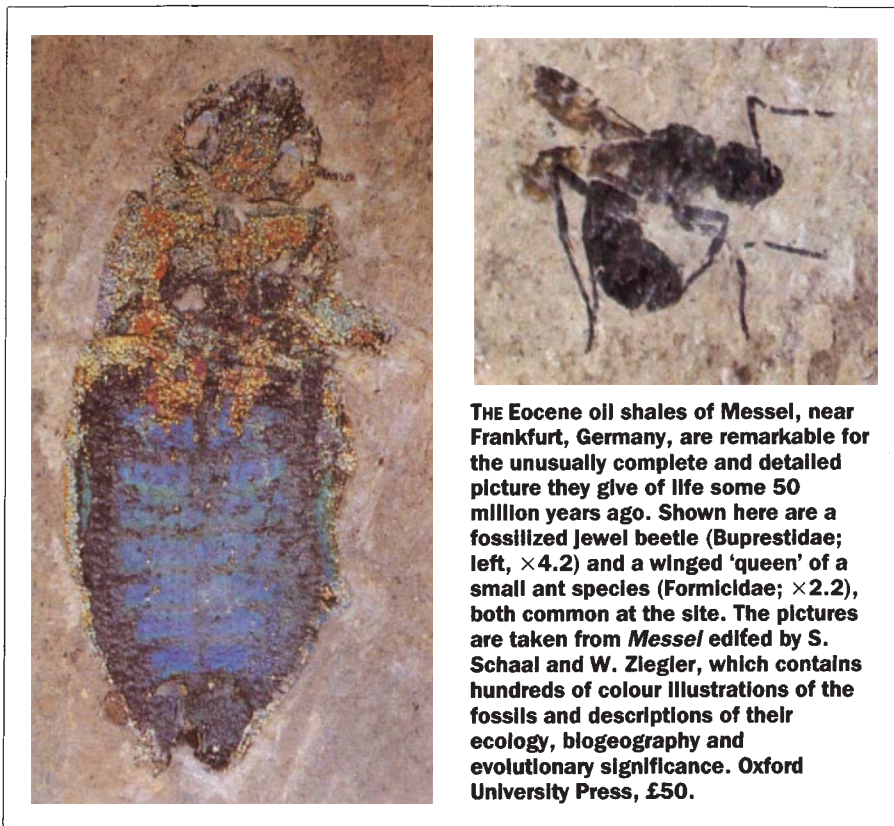 THE Eocene oil shales of Messel, near
Frankfurt, Germany, are remarkable for
the unusually complete and detailed
picture they give of life some 50
million years ago. Shown here are a
fossilized jewel beetle (Buprestidae;
left, ×4.2) and a winged ‘queen’ of a
small ant species (Formicidae; ×2.2),
both common at the site. The pictures
are taken from Messel edited by S.
Schaal and W. Ziegler, which contains
hundreds of colour illustrations of the
fossils and descriptions of their
ecology, biogeography and
evolutionary significance. Oxford
University Press, £50.